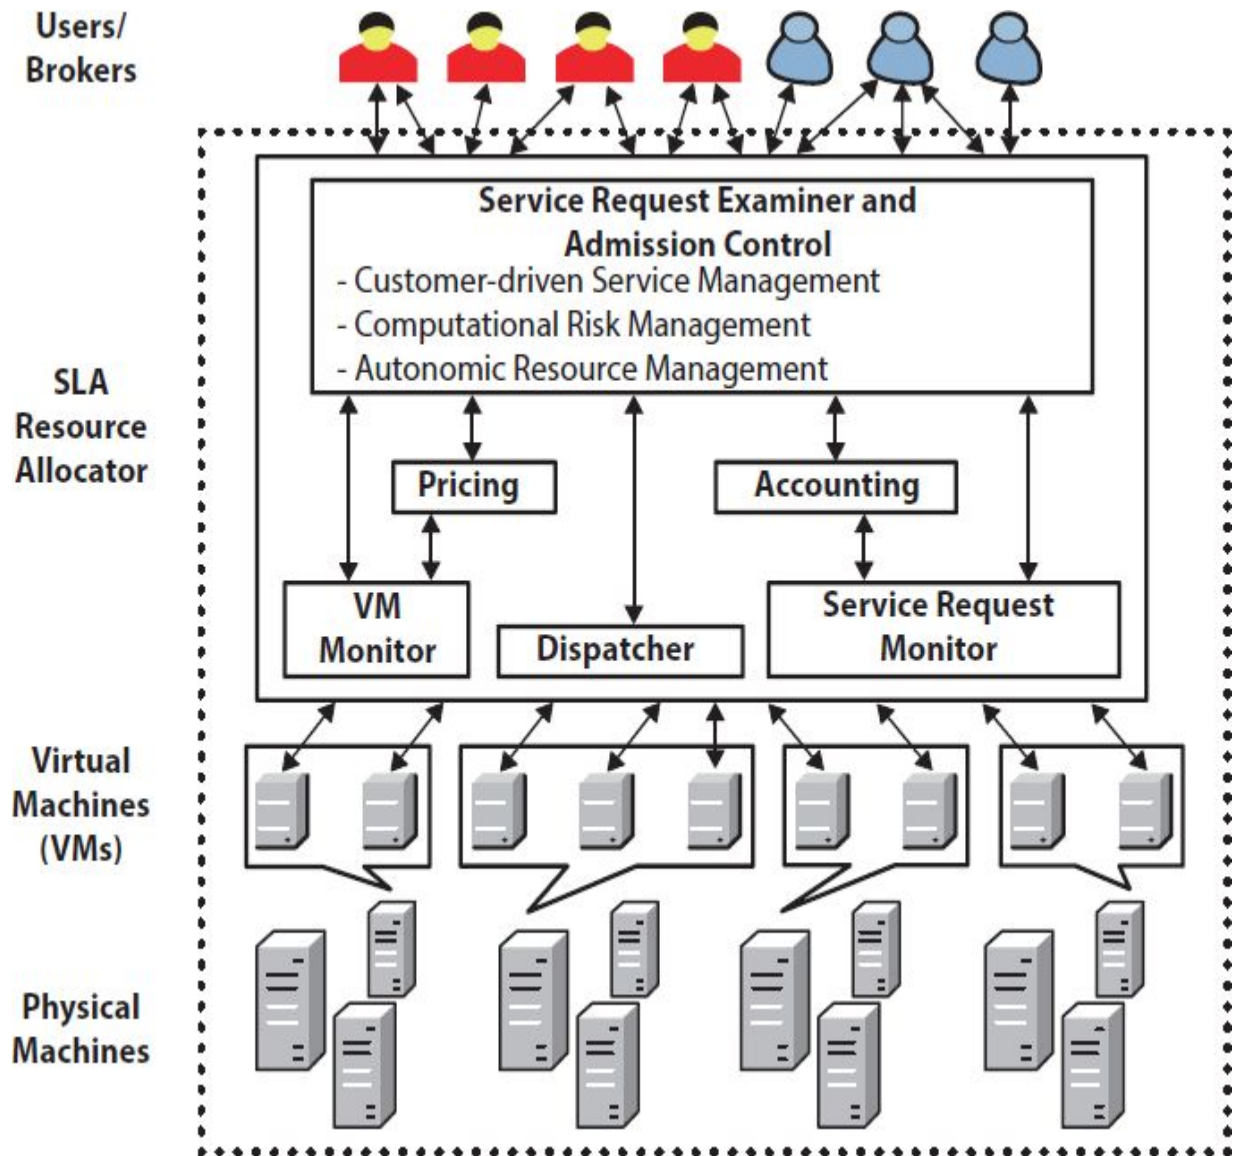 Users/
Brokers
Service Request Examiner and
Admission Control
- Customer-driven Service Management
- Computational Risk Management
- Autonomic Resource Management
SLA
Resource
Allocator
Pricing
Accounting
VM
Monitor
Dispatcher
Service Request
Monitor
Virtual
Machines
(VMs)
Physical
Machines